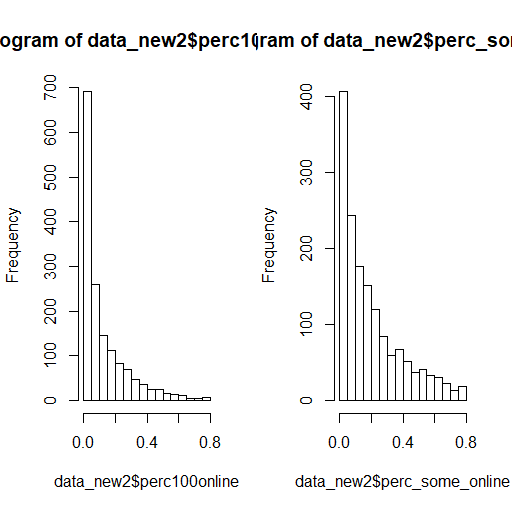 ogram of data_new2$perc10
ram of data_new2$perc_som
Frequency
0 100 200 300 400 500 600 700
0.0 0.4 0.8
data_new2$perc100online
Frequency
0 100 200 300 400
0.0 0.4 0.8
data_new2$perc_some_online